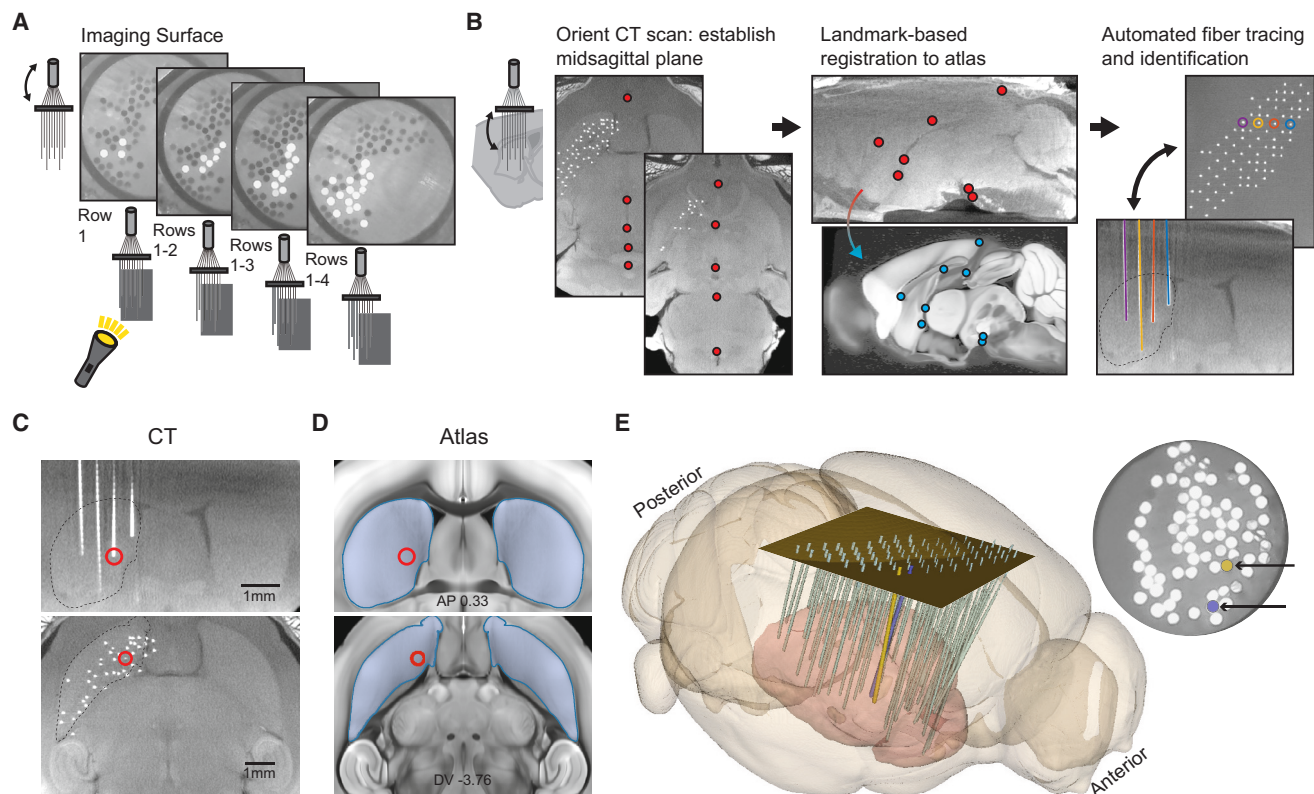 A
Imaging Surface
Row
1
Rows
1-2
Rows
1-3
Rows
1-4
B
Orient CT scan: establish
midsagittal plane
Landmark-based
registration to atlas
Automated fiber tracing
and identification
C
CT
1mm
1mm
D
Atlas
AP 0.33
DV -3.76
E
Posterior
Anterior